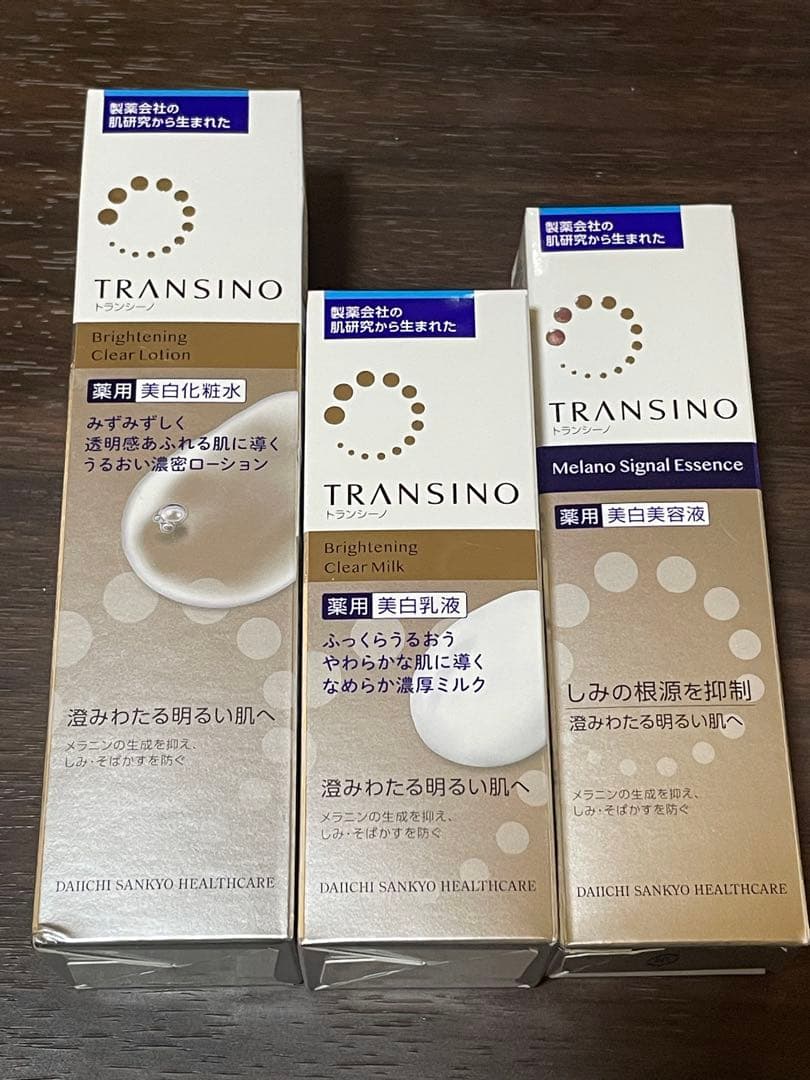 製薬会社の
肌研究から生まれた
TRANSINO
トランシーノ
Brightening
Clear Lotion
薬用 美白化粧水
みずみずしく
透明感あふれる肌に導く
うるおい濃密ローション
澄みわたる明るい肌へ
メラニンの生成を抑え、
しみ・そばかすを防ぐ
DAIICHI SANKYO HEALTHCARE
製薬会社の
肌研究から生まれた
TRANSINO
トランシーノ
Brightening
Clear Milk
薬用 美白乳液
ふっくらうるおう
やわらかな肌に導く
なめらか濃厚ミルク
澄みわたる明るい肌へ
メラニンの生成を抑え、
しみ・そばかすを防ぐ
DAIICHI SANKYO HEALTHCARE
製薬会社の
肌研究から生まれた
TRANSINO
トランシーノ
Melano Signal Essence
薬用 美白美容液
しみの根源を抑制
澄みわたる明るい肌へ
メラニンの生成を抑え、
しみ・そばかすを防ぐ
DAIICHI SANKYO HEALTHCARE